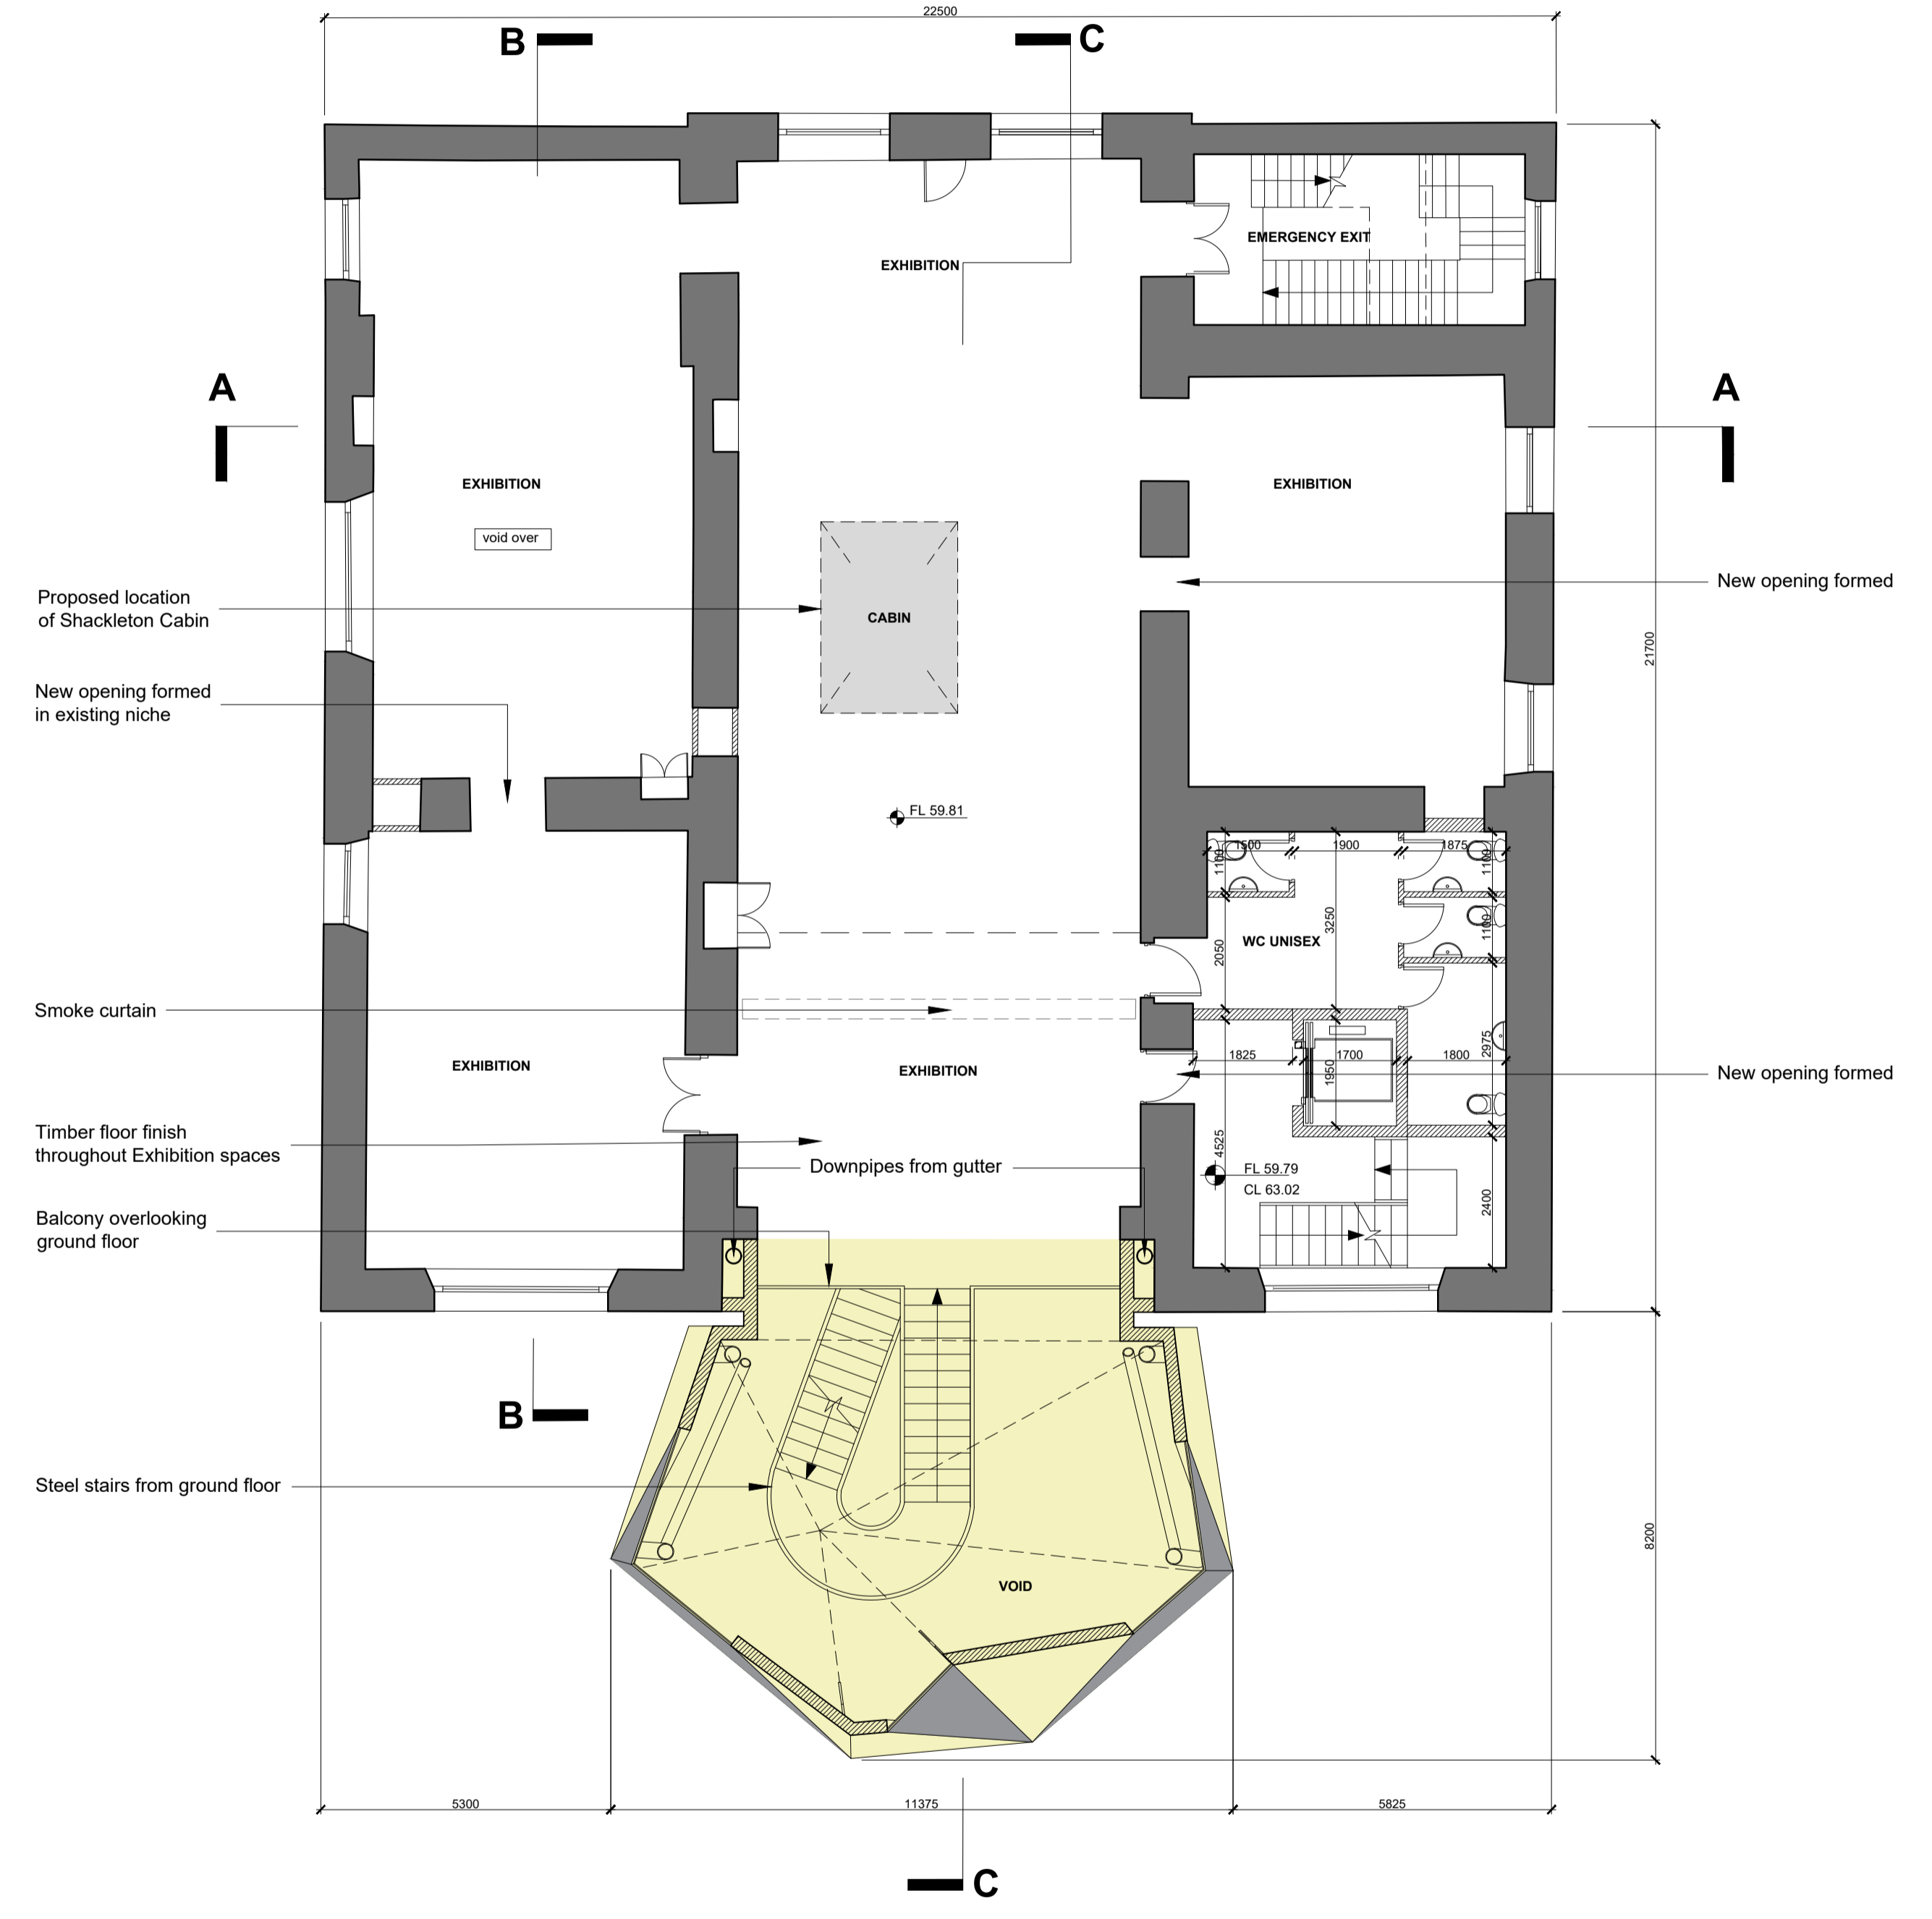 22500
B
C
EMERGENCY EXIT
EXHIBITION
A
A
EXHIBITION
EXHIBITION
void over
Proposed location
of Shackleton Cabin
New opening formed
CABIN
21700
New opening formed
in existing niche
FL 59.81
1500
1900
1875
1100
1100
3250
1100
WC UNISEX
2050
Smoke curtain
2975
1825
1700
1800
1950
EXHIBITION
EXHIBITION
New opening formed
Timber floor finish
throughout Exhibition spaces
4525
Downpipes from gutter
FL 59.79
CL 63.02
2400
Balcony overlooking
ground floor
B
Steel stairs from ground floor
8200
VOID
5300
11375
5825
C